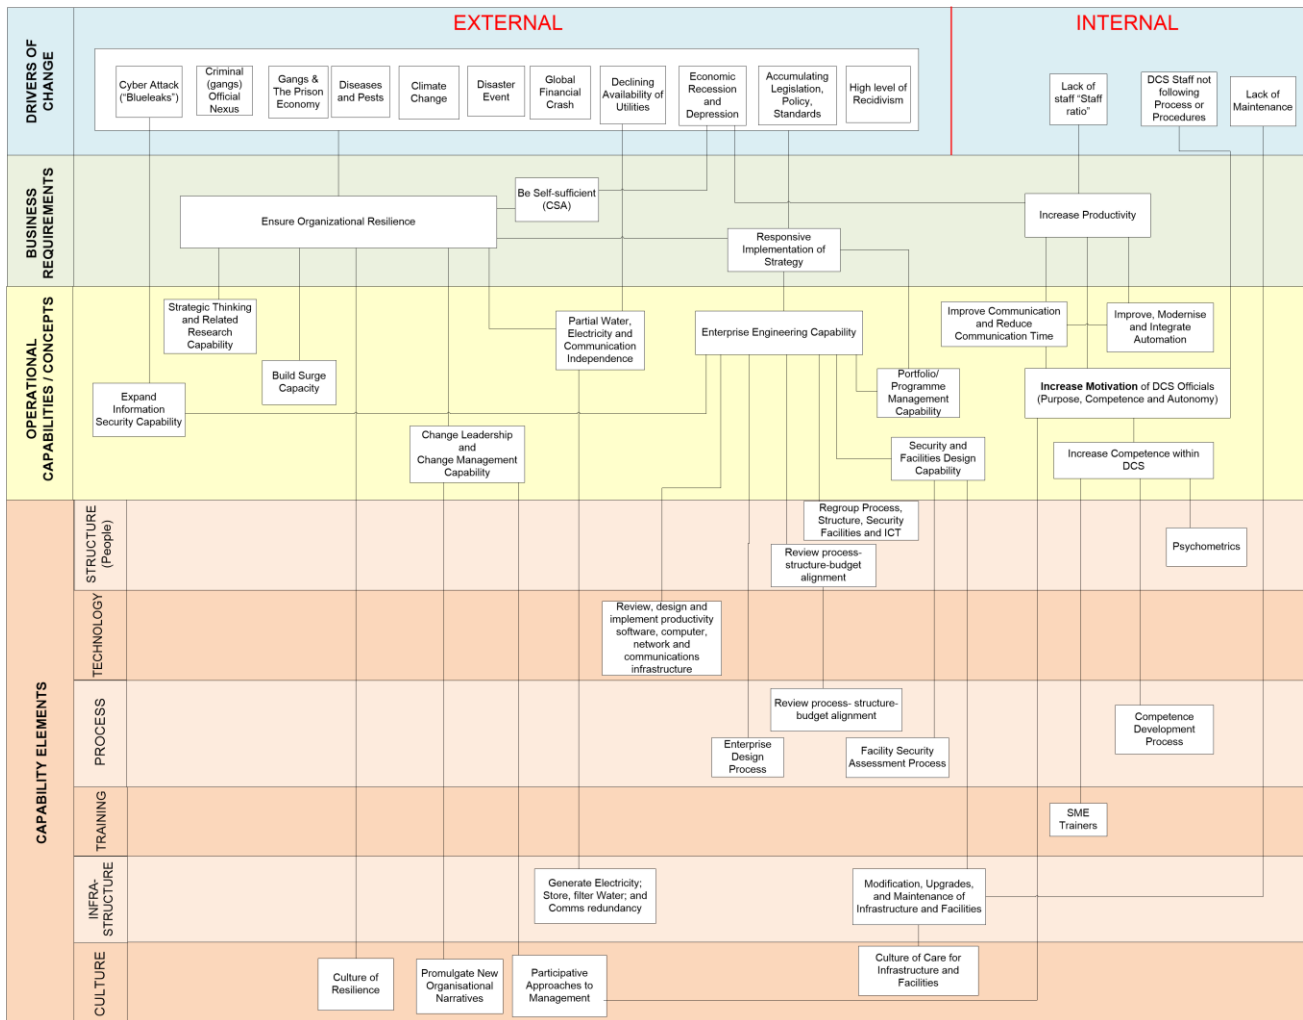 EXTERNAL
INTERNAL
DRIVERS OF
CHANGE
Cyber Attack
(“Blueleaks”)
Criminal
(gangs)
Official
Nexus
Gangs &
The Prison
Economy
Diseases
and Pests
Climate
Change
Disaster
Event
Global
Financial
Crash
Declining
Availability of
Utilities
Economic
Recession
and
Depression
Accumulating
Legislation,
Policy,
Standards
High level of
Recidivism
Lack of
staff “Staff
ratio”
DCS Staff not
following
Process or
Procedures
Lack of
Maintenance
BUSINESS
REQUIREMENTS
Ensure Organizational Resilience
Be Self-sufficient
(CSA)
Responsive
Implementation of
Strategy
Increase Productivity
OPERATIONAL
CAPABILITIES / CONCEPTS
Strategic Thinking
and Related
Research
Capability
Build Surge
Capacity
Expand
Information
Security Capability
Change Leadership
and
Change Management
Capability
Partial Water,
Electricity and
Communication
Independence
Enterprise Engineering Capability
Portfolio/
Programme
Management
Capability
Security and
Facilities Design
Capability
Improve Communication
and Reduce
Communication Time
Improve, Modernise
and Integrate
Automation
Increase Motivation of DCS Officials
(Purpose, Competence and Autonomy)
Increase Competence within
DCS
CAPABILITY ELEMENTS
STRUCTURE
(People)
Regroup Process,
Structure, Security
Facilities and ICT
Review process-
structure-budget
alignment
Psychometrics
TECHNOLOGY
Review, design and
implement productivity
software, computer,
network and
communications
infrastructure
PROCESS
Review process- structure-
budget alignment
Enterprise
Design
Process
Facility Security
Assessment Process
Competence
Development
Process
TRAINING
SME
Trainers
INFRA-
STRUCTURE
Generate Electricity;
Store, filter Water; and
Comms redundancy
Modification, Upgrades,
and Maintenance of
Infrastructure and Facilities
CULTURE
Culture of
Resilience
Promulgate New
Organisational
Narratives
Participative
Approaches to
Management
Culture of Care for
Infrastructure and
Facilities